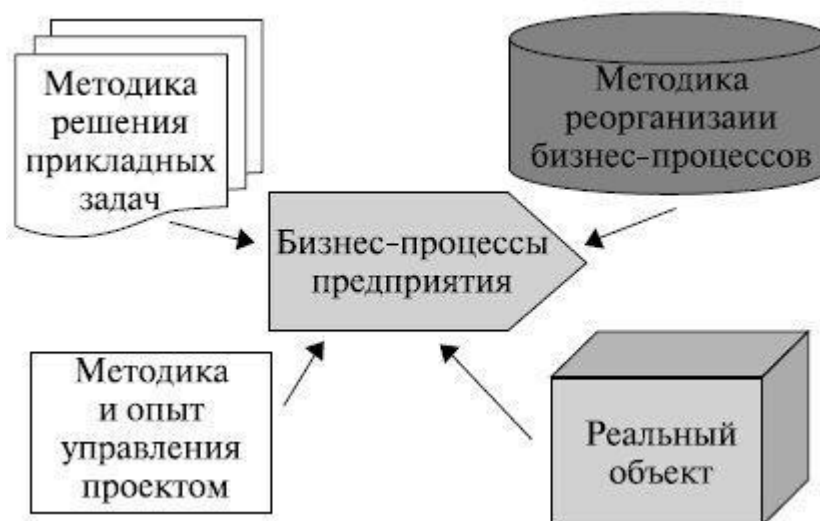 Методика
решения
прикладных
задач
Методика
реорганизаии
бизнес-процессов
Бизнес-процессы
предприятия
Методика
и опыт
управления
проектом
Реальный
объект